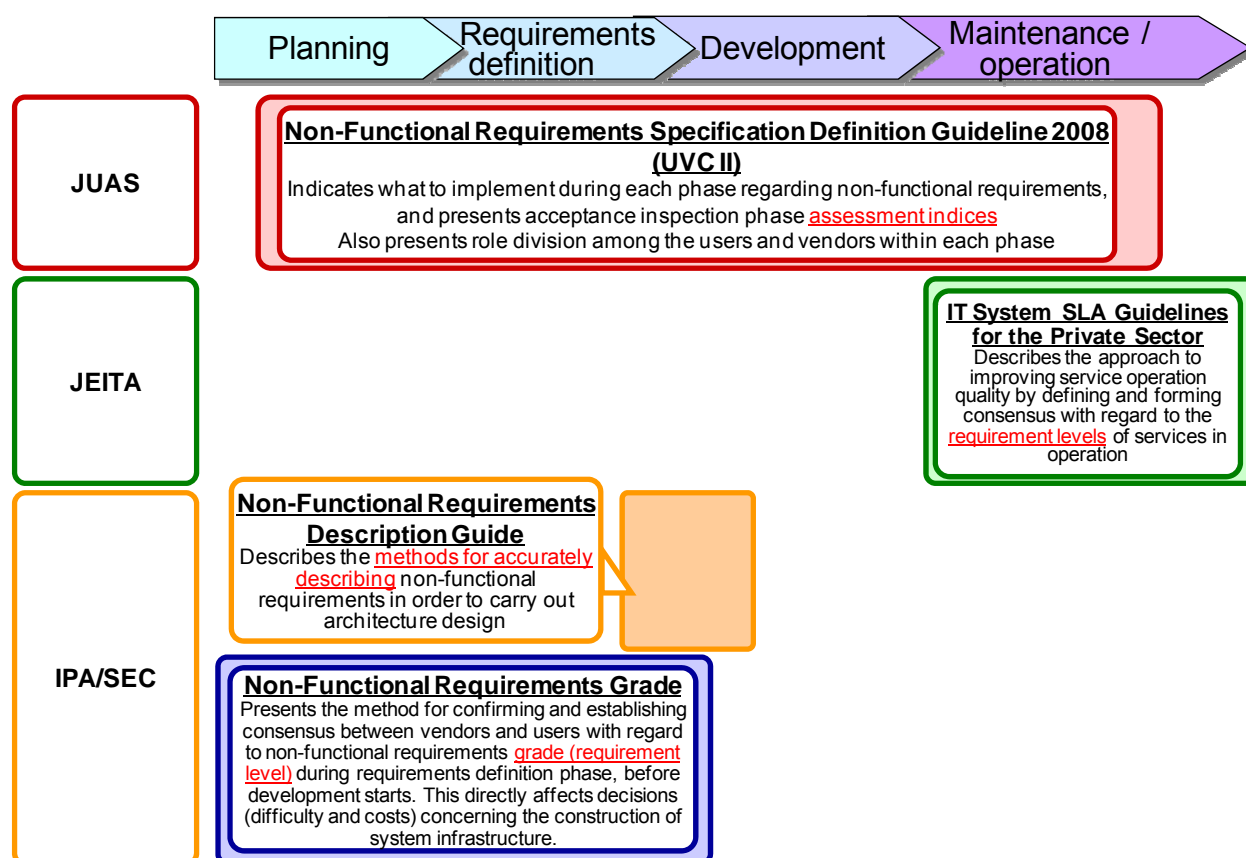 Planning
Requirements
definition
Development
Maintenance /
operation
JUAS
Non-Functional Requirements Specification Definition Guideline 2008
(UVC II)
Indicates what to implement during each phase regarding non-functional requirements,
and presents acceptance inspection phase assessment indices
Also presents role division among the users and vendors within each phase
JEITA
IT System SLA Guidelines
for the Private Sector
Describes the approach to
improving service operation
quality by defining and forming
consensus with regard to the
requirement levels of services in
operation
IPA/SEC
Non-Functional Requirements
Description Guide
Describes the methods for accurately
describing non-functional
requirements in order to carry out
architecture design
Non-Functional Requirements Grade
Presents the method for confirming and establishing
consensus between vendors and users with regard
to non-functional requirements grade (requirement
level) during requirements definition phase, before
development starts. This directly affects decisions
(difficulty and costs) concerning the construction of
system infrastructure.